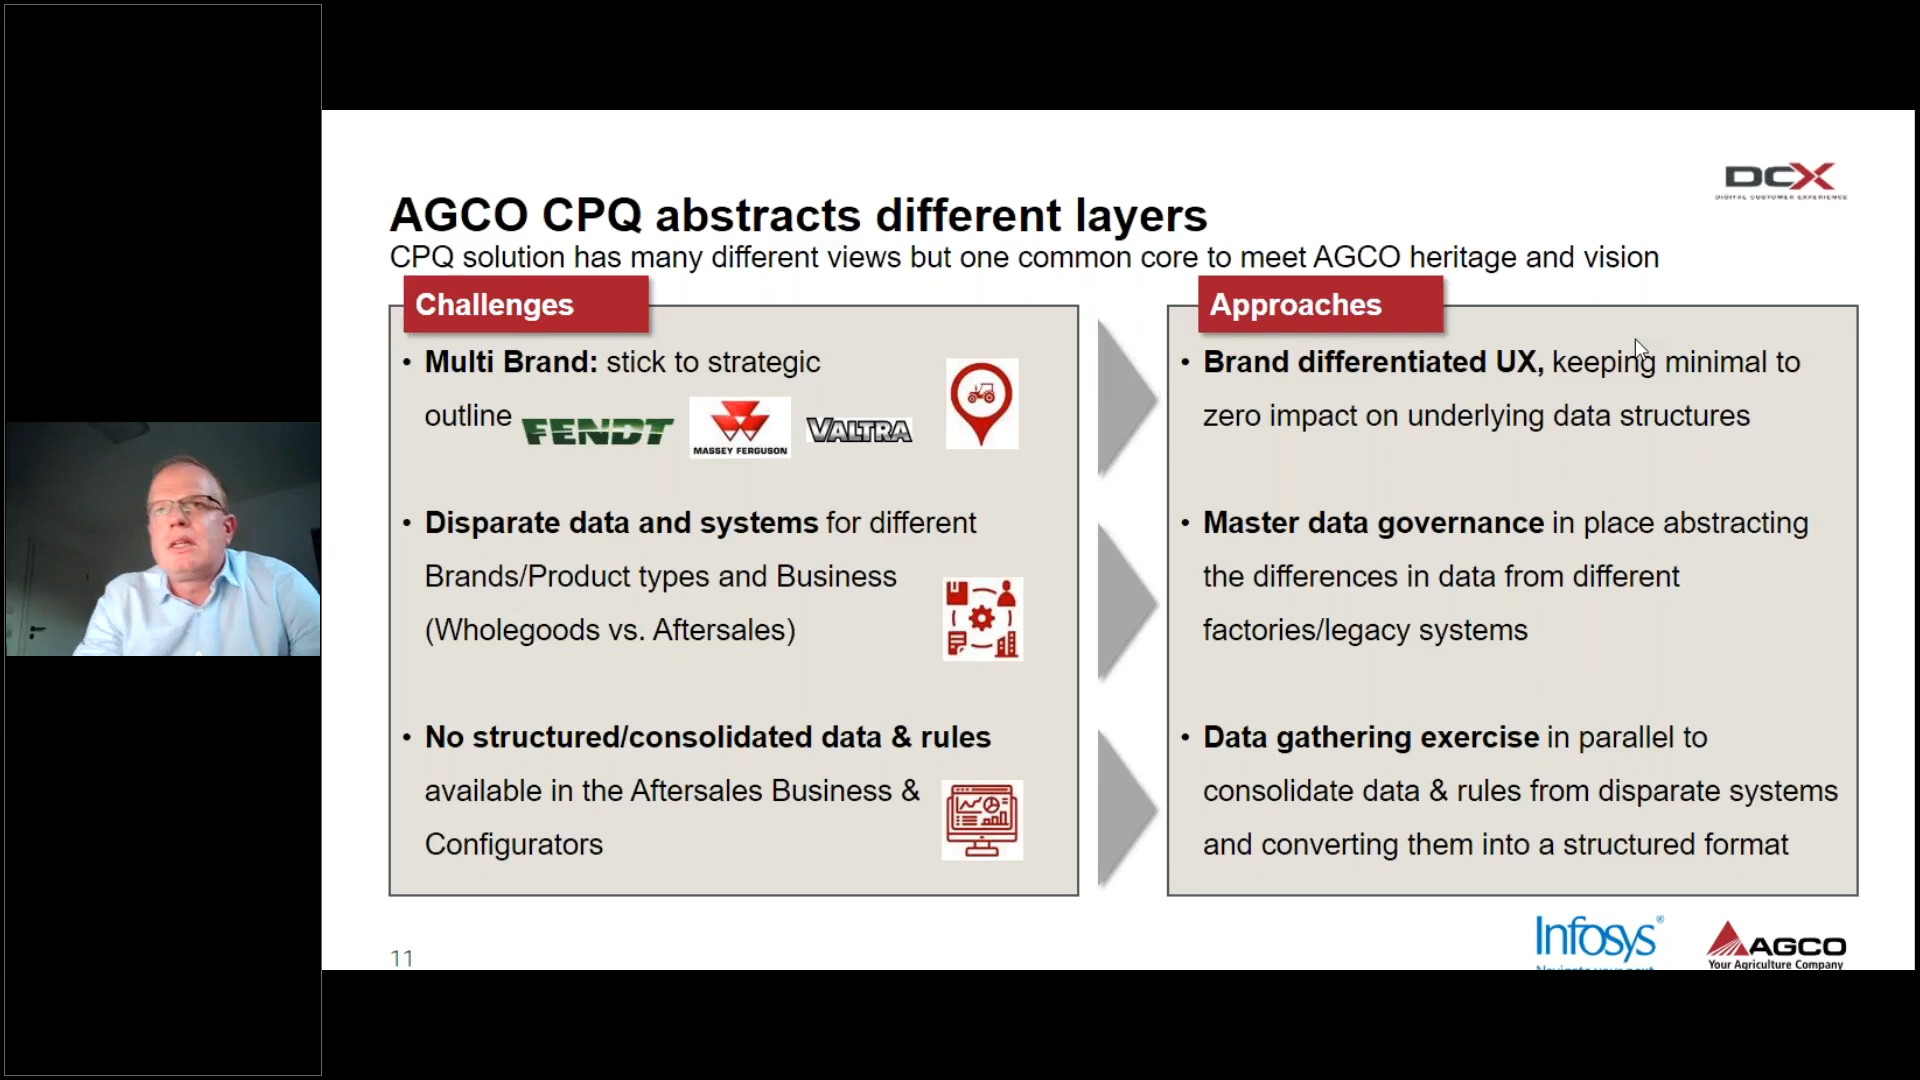 DCX
DIGITAL CUSTOMER EXPERIENCE
AGCO CPQ abstracts different layers
CPQ solution has many different views but one common core to meet AGCO heritage and vision
Challenges
• Multi Brand: stick to strategic
outline
FENDT
MASSEY FERGUSON
VALTRA
• Disparate data and systems for different
Brands/Product types and Business
(Wholegoods vs. Aftersales)
• No structured/consolidated data & rules
available in the Aftersales Business &
Configurators
Approaches
• Brand differentiated UX, keeping minimal to
zero impact on underlying data structures
• Master data governance in place abstracting
the differences in data from different
factories/legacy systems
• Data gathering exercise in parallel to
consolidate data & rules from disparate systems
and converting them into a structured format
11
Infosys®
AGCO
Your Agriculture Company